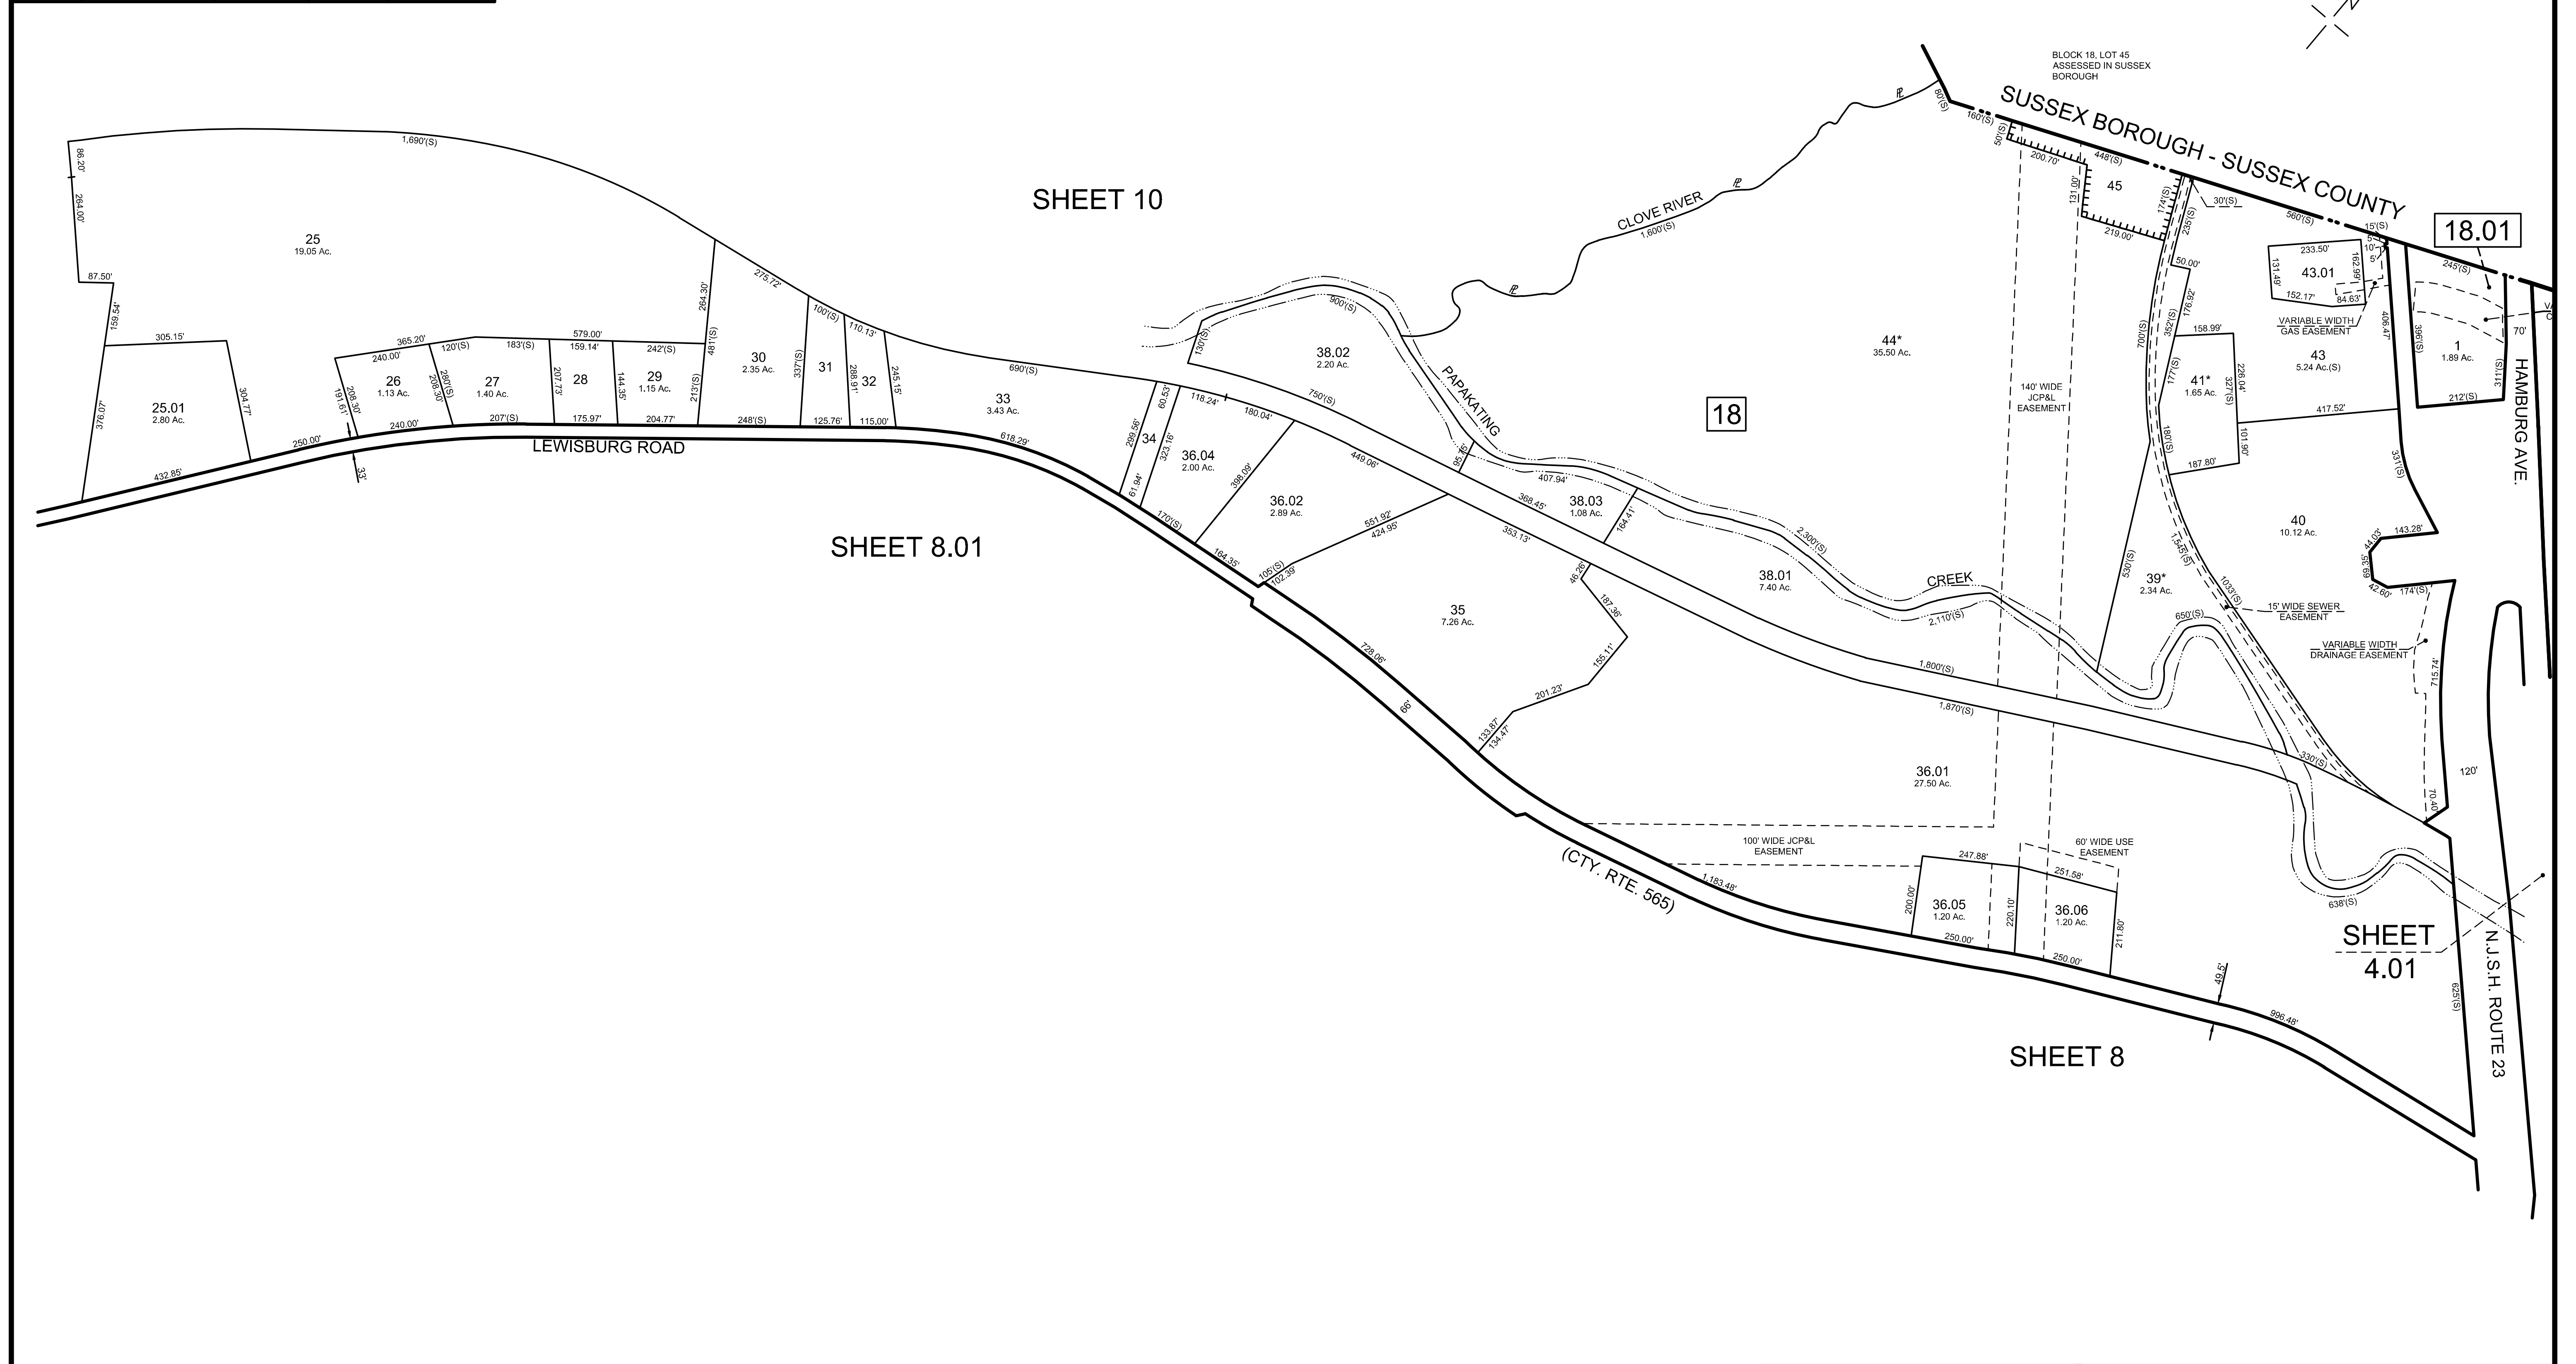 N
BLOCK 18, LOT 45
ASSESSED IN SUSSEX
BOROUGH
SUSSEX BOROUGH - SUSSEX COUNTY
80'(S)
160'(S)
50'(S)
200.70'
448'(S)
131.00'
45
174'(S)
219.00'
235'(S)
30'(S)
560'(S)
15'(S)
5'
10'
5'
18.01
245'(S)
1,690'(S)
86.20'
264.00'
87.50'
159.54'
25
19.05 Ac.
305.15'
376.07'
304.77'
25.01
2.80 Ac.
432.85'
250.00'
33'
365.20'
240.00'
191.61'
208.30'
26
1.13 Ac.
240.00'
120'(S)
280'(S)
208.30'
183'(S)
27
1.40 Ac.
207'(S)
579.00'
159.14'
207.73'
28
175.97'
144.35'
242'(S)
29
1.15 Ac.
204.77'
213'(S)
264.30'
481'(S)
275.72'
30
2.35 Ac.
248'(S)
337'(S)
100'(S)
31
125.76'
288.91'
110.13'
32
115.00'
245.15'
690'(S)
33
3.43 Ac.
618.29'
LEWISBURG ROAD
SHEET 10
SHEET 8.01
299.56'
34
60.53'
323.16'
61.94'
118.24'
180.04'
36.04
2.00 Ac.
170'(S)
398.09'
36.02
2.89 Ac.
164.35'
449.06'
551.92'
424.95'
105'(S)
102.39'
130'(S)
900'(S)
38.02
2.20 Ac.
750'(S)
CLOVE RIVER
1,600'(S)
PAPAKATING
CREEK
95.75'
407.94'
38.03
1.08 Ac.
368.45'
164.41'
353.13'
46.26'
187.36'
155.11'
201.23'
133.87'
134.47'
35
7.26 Ac.
728.06'
66'
38.01
7.40 Ac.
2,300'(S)
2,110'(S)
1,800'(S)
1,870'(S)
18
44*
35.50 Ac.
140' WIDE
JCP&L
EASEMENT
700'(S)
50.00'
176.92'
352'(S)
158.99'
177'(S)
41*
1.65 Ac.
226.04'
327'(S)
101.90'
187.80'
180'(S)
530'(S)
39*
2.34 Ac.
1,545'(S)
1033'(S)
650'(S)
330'(S)
233.50'
131.49'
43.01
162.99'
152.17'
84.63'
VARIABLE WIDTH
GAS EASEMENT
43
5.24 Ac.(S)
417.52'
406.47'
396'(S)
1
1.89 Ac.
311'(S)
212'(S)
70'
HAMBURG AVE.
331'(S)
40
10.12 Ac.
143.28'
44.03'
69.35'
42.60'
174'(S)
15' WIDE SEWER
EASEMENT
VARIABLE WIDTH
DRAINAGE EASEMENT
715.74'
70.40'
120'
36.01
27.50 Ac.
100' WIDE JCP&L
EASEMENT
60' WIDE USE
EASEMENT
(CTY. RTE. 565)
1,183.48'
247.88'
200.00'
36.05
1.20 Ac.
250.00'
220.10'
251.58'
36.06
1.20 Ac.
211.80'
250.00'
49.5'
996.48'
638'(S)
625'(S)
SHEET
4.01
N.J.S.H. ROUTE 23
SHEET 8